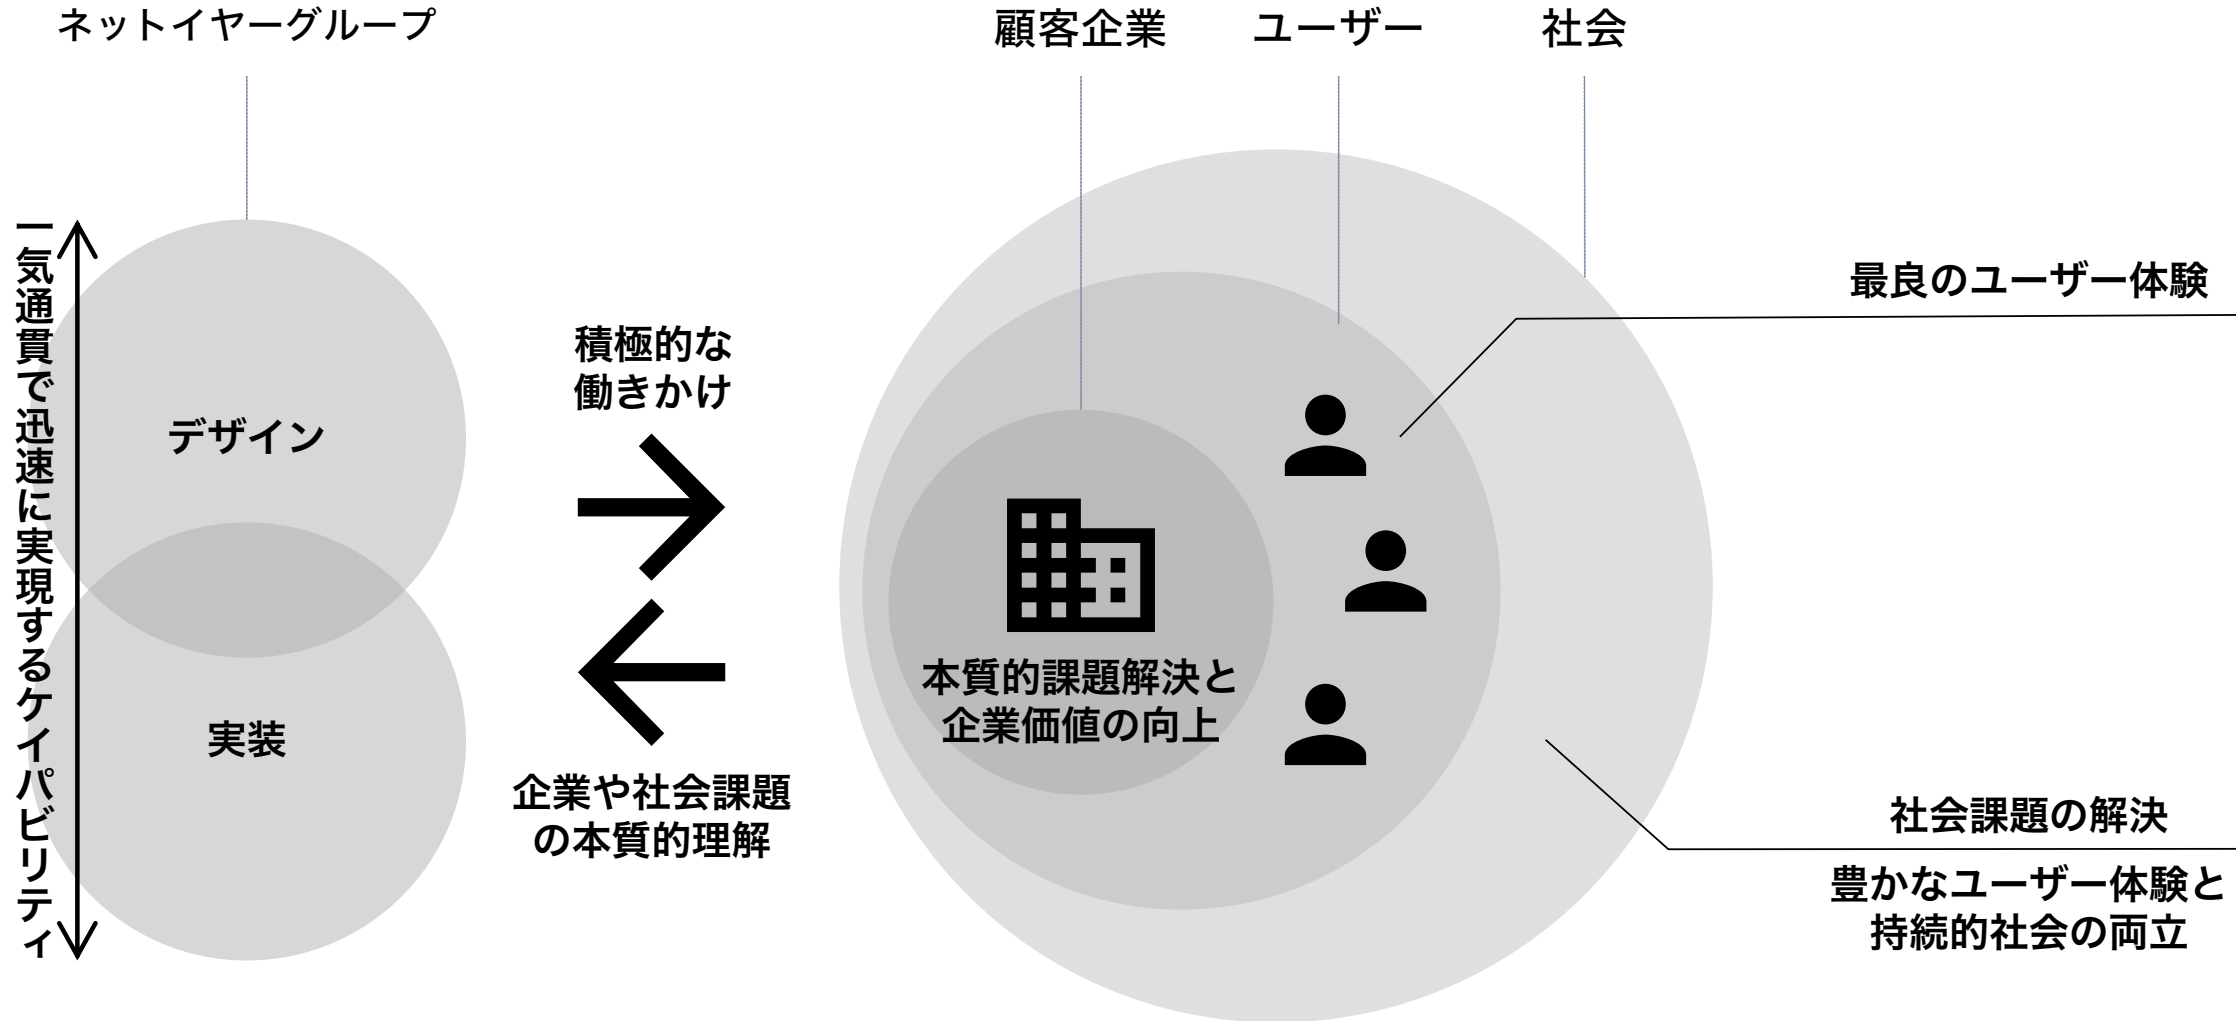 ネットイヤーグループ
顧客企業
ユーザー
社会
一気通貫で迅速に実現するケイパビリティ
デザイン
実装
積極的な
働きかけ
企業や社会課題
の本質的理解
本質的課題解決と
企業価値の向上
最良のユーザー体験
社会課題の解決
豊かなユーザー体験と
持続的社会の両立